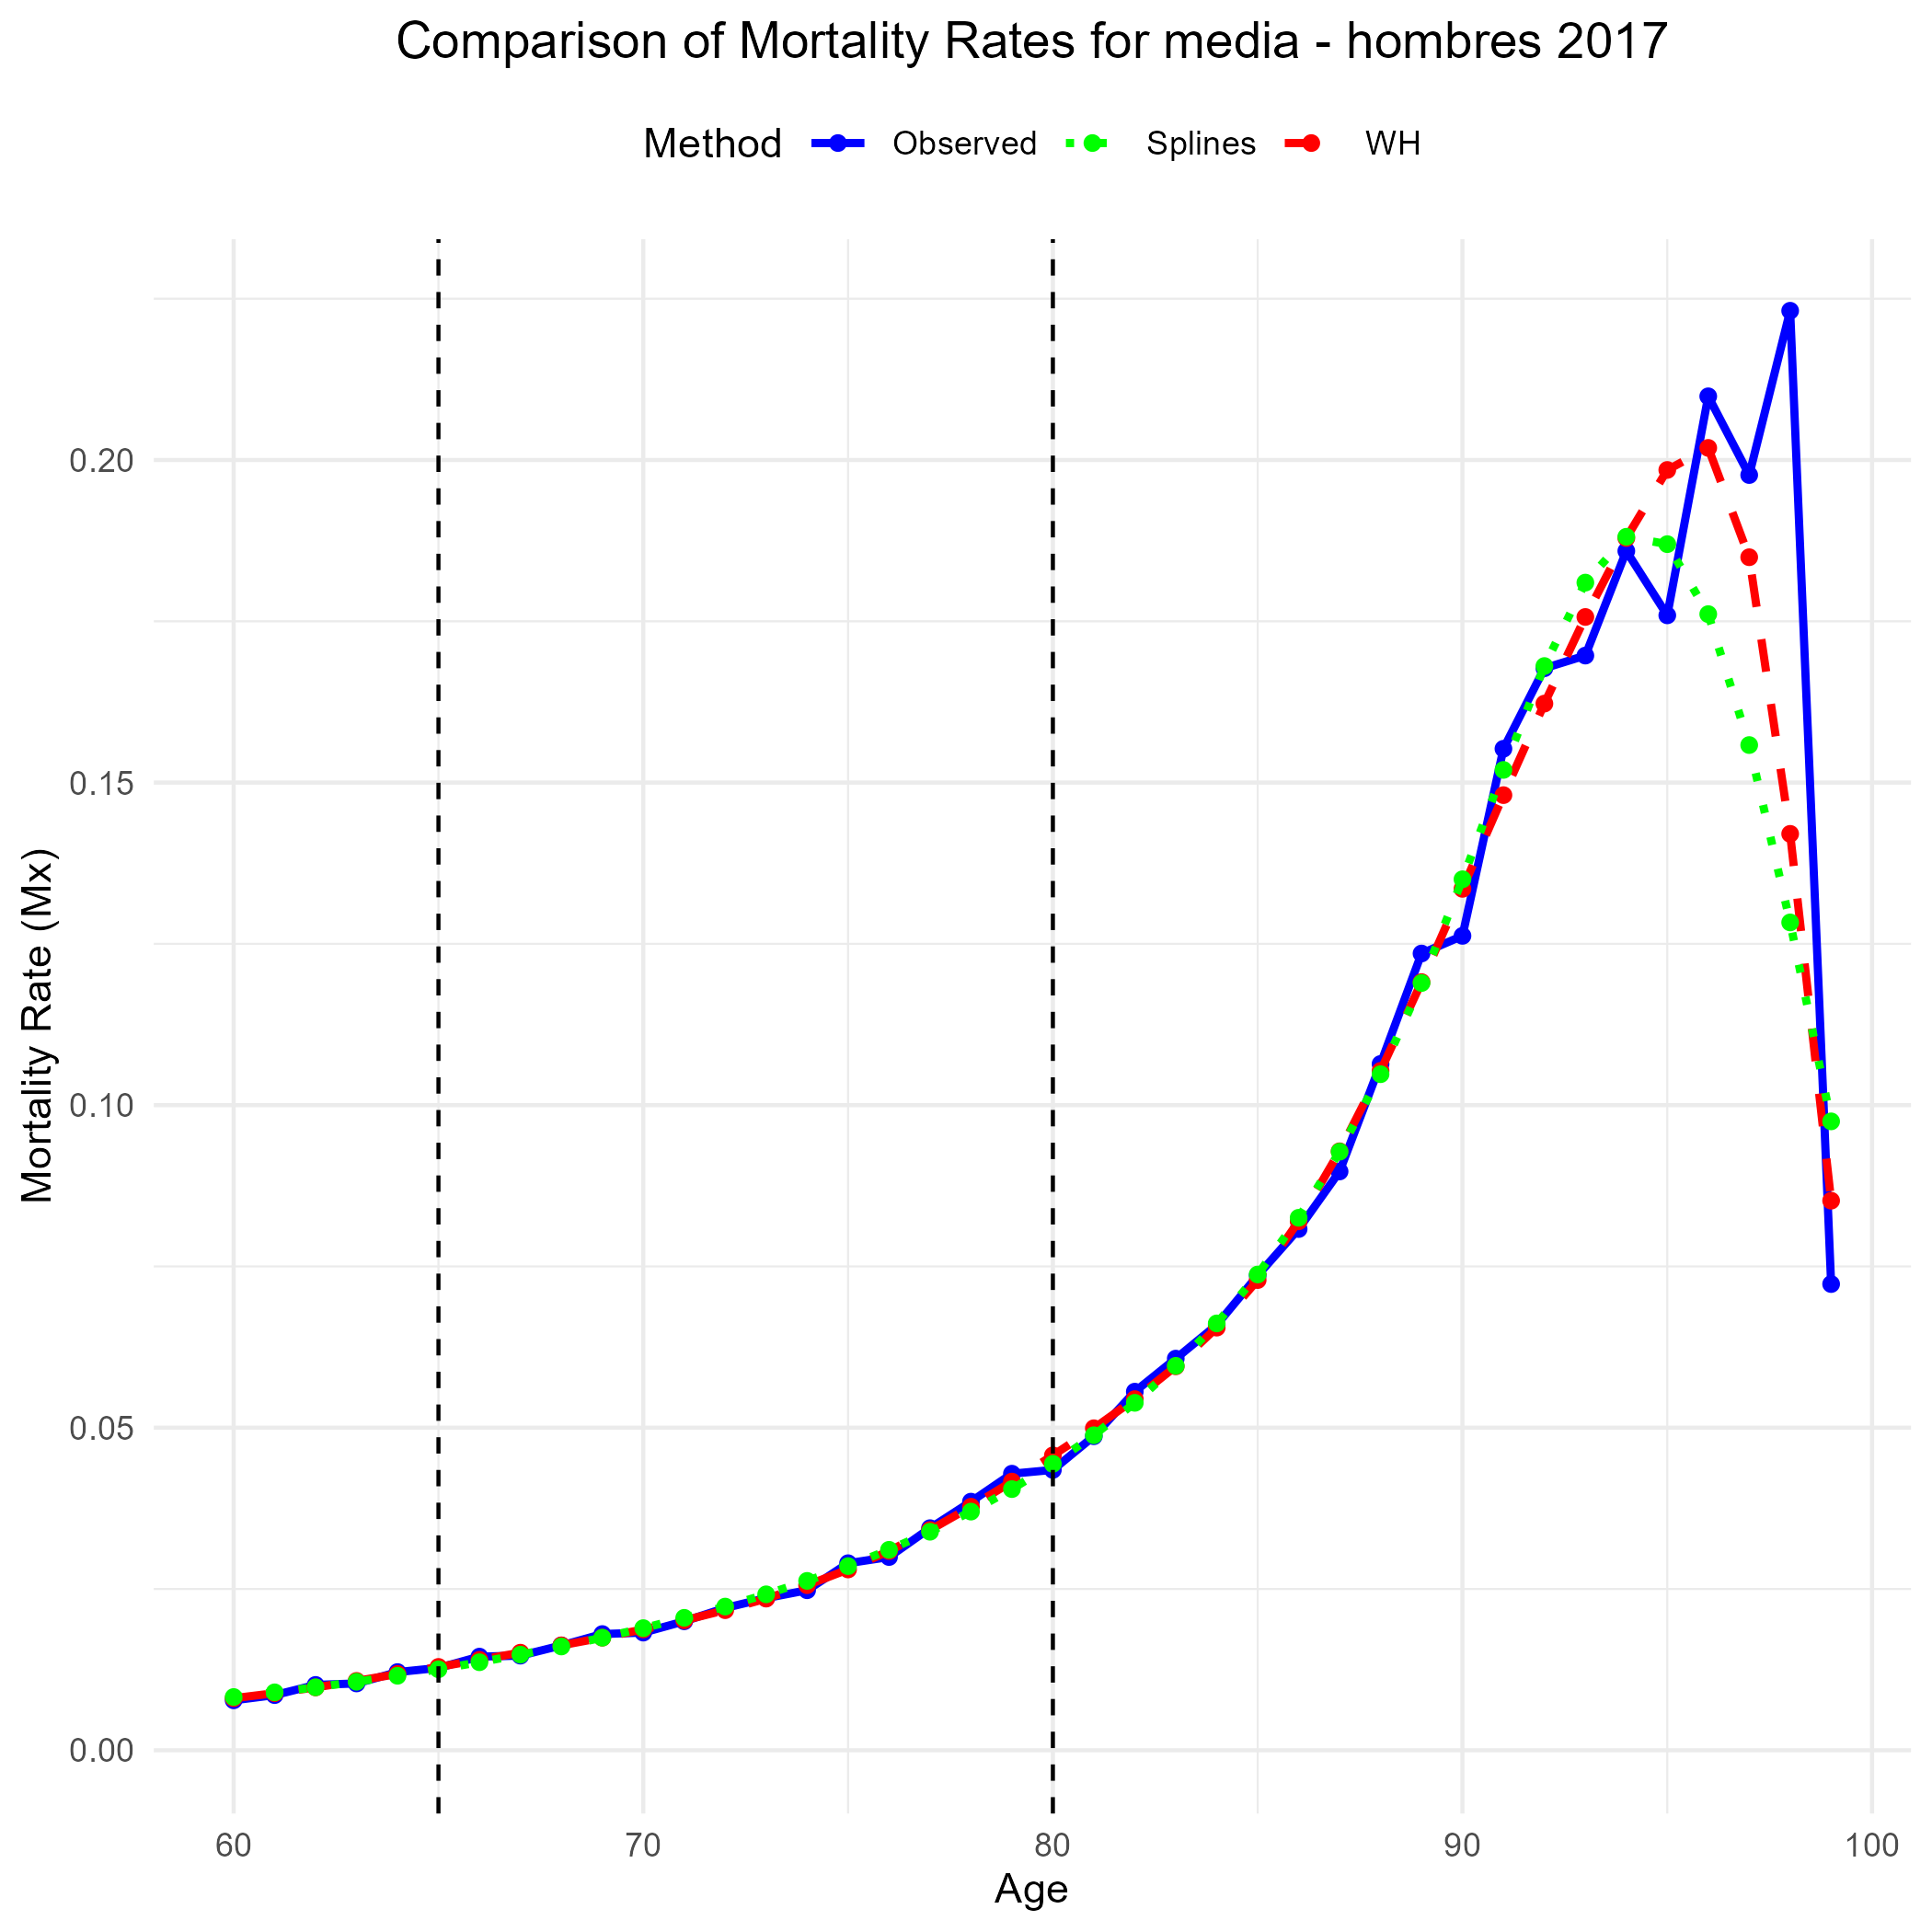 Comparison of Mortality Rates for media - hombres 2017
Method Observed Splines WH
Mortality Rate (Mx)
0.20
0.15
0.10
0.05
0.00
60 70 80 90 100
Age